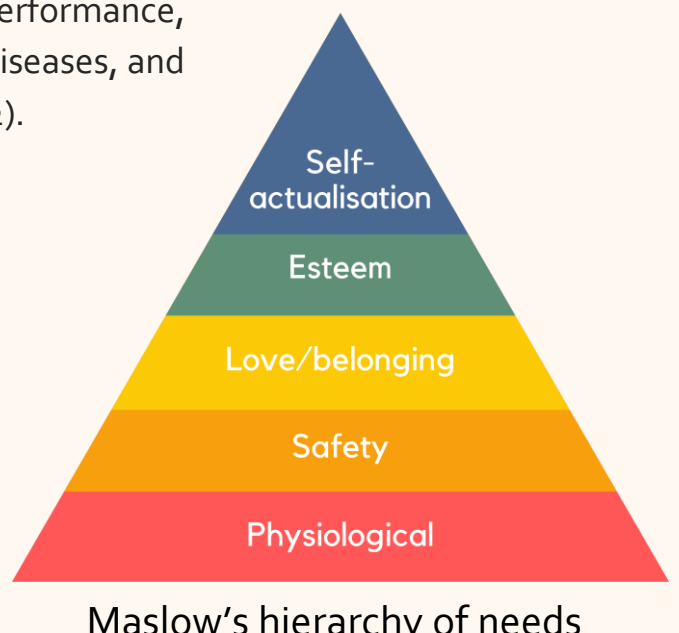 erformance,
iseases, and
).
Self-
actualisation
Esteem
Love/belonging
Safety
Physiological
Maslow's hierarchy of needs